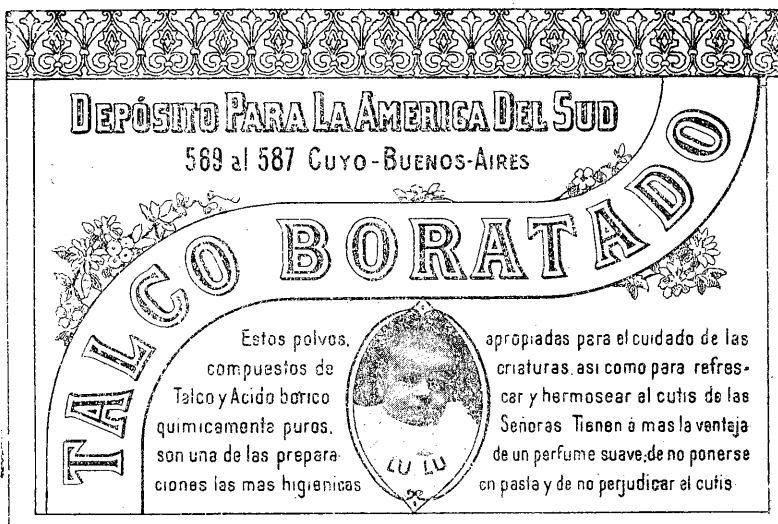 DEPÓSITO PARA LA AMERICA DEL SUD
589 al 587 CUYO-BUENOS-AIRES
TALCO BORATADO
Estos polvos,
compuestos de
Talco y Acido borico
quimicamente puros,
son una de las prepara-
ciones las mas higienicas
LU LU
apropiadas para el cuidado de las
criaturas, asi como para refres-
car y hermosear el cutis de las
Señoras Tienen á mas la ventaja
de un perfume suave; de no ponerse
en pasta y de no perjudicar el cutis